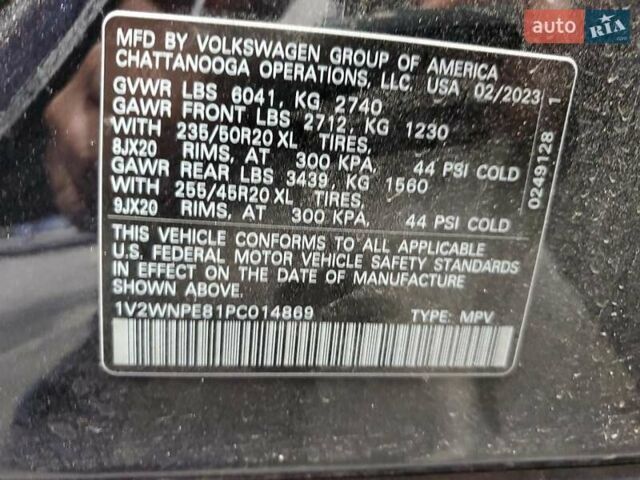 auto RIA.com
MFD BY VOLKSWAGEN GROUP OF AMERICA
CHATTANOOGA OPERATIONS, LLC USA 02/2023
GVWR LBS 6041, KG 2740
GAWR FRONT LBS 2712, KG 1230
WITH 235/50R20 XL TIRES,
8JX20 RIMS, AT 300 KPA, 44 PSI COLD
GAWR REAR LBS 3439, KG 1560
WITH 255/45R20 XL TIRES,
9JX20 RIMS, AT 300 KPA, 44 PSI COLD
0249128 1
THIS VEHICLE CONFORMS TO ALL APPLICABLE
U.S. FEDERAL MOTOR VEHICLE SAFETY STANDARDS
IN EFFECT ON THE DATE OF MANUFACTURE
SHOWN ABOVE.
1V2WNPE81PC014869 TYPE: MPV